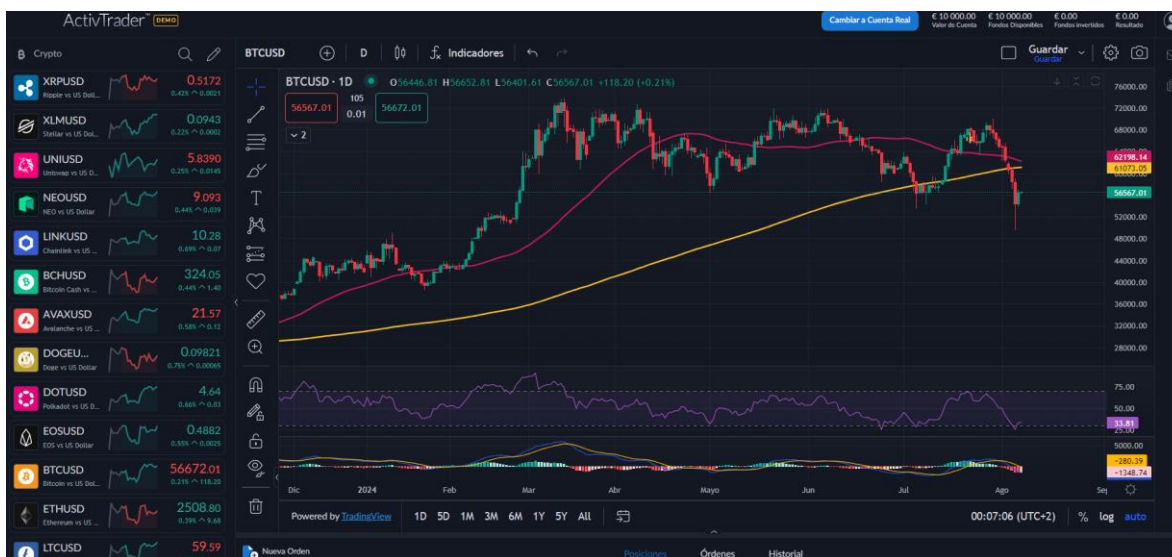 ActivTrader DEMO
Cambiar a Cuenta Real
€ 10 000.00 € 10 000.00 € 0.00 € 0.00
Valor de Cuenta Fondos Disponibles Fondos invertidos Resultado
Crypto
BTCUSD D Indicadores Guardar
Guardar
XRPUSD 0.5172
Ripple vs US Doll... 0.42% ^ 0.0021
XLMUSD 0.0943
Stellar vs US Dol... 0.22% ^ 0.0002
UNIUSD 5.8390
Uniswap vs US D... 0.25% ^ 0.0145
NEOUSD 9.093
NEO vs US Dollar 0.44% ^ 0.039
LINKUSD 10.28
Chainlink vs US ... 0.69% ^ 0.07
BCHUSD 324.05
Bitcoin Cash vs ... 0.44% ^ 1.40
AVAXUSD 21.57
Avalanche vs US ... 0.58% ^ 0.12
DOGEU... 0.09821
Doge vs US Dollar 0.75% ^ 0.00065
DOTUSD 4.64
Polkadot vs US D... 0.66% ^ 0.03
EOSUSD 0.4882
EOS vs US Dollar 0.55% ^ 0.0025
BTCUSD 56672.01
Bitcoin vs US Dol... 0.21% ^ 118.20
ETHUSD 2508.80
Ethereum vs US ... 0.39% ^ 9.68
LTCUSD 59.59
BTCUSD · 1D O56446.81 H56652.81 L56401.61 C56567.01 +118.20 (+0.21%)
56567.01 105 56672.01
0.01
2
76000.00
72000.00
68000.00
62198.14
61073.05
56567.01
52000.00
48000.00
44000.00
40000.00
36000.00
32000.00
28000.00
75.00
50.00
33.81
25.00
5000.00
-280.39
-1348.74
Dic 2024 Feb Mar Abr Mayo Jun Jul Ago Sep
Powered by TradingView 1D 5D 1M 3M 6M 1Y 5Y All 00:07:06 (UTC+2) % log auto
Nueva Orden Posiciones Órdenes Historial